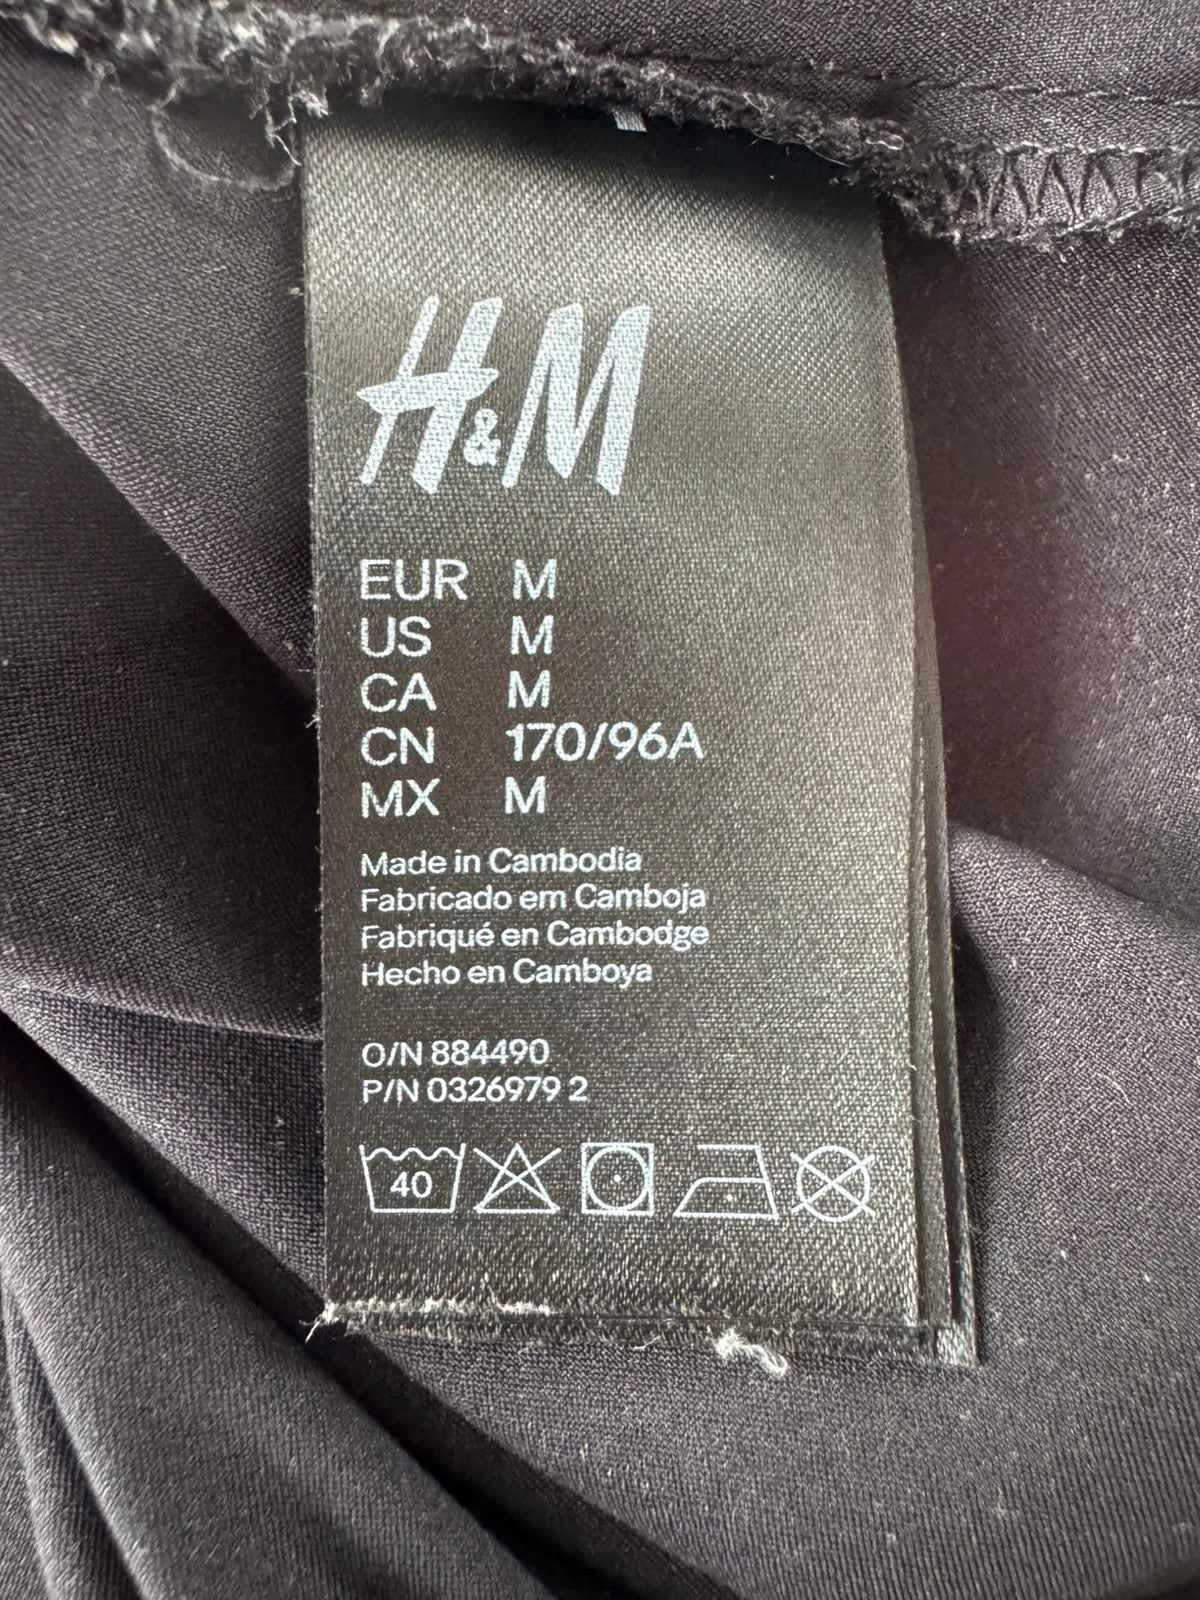 H&M
EUR M
US M
CA M
CN 170/96A
MX M
Made in Cambodia
Fabricado em Camboja
Fabriqué en Cambodge
Hecho en Camboya
O/N 884490
P/N 0326979 2
40